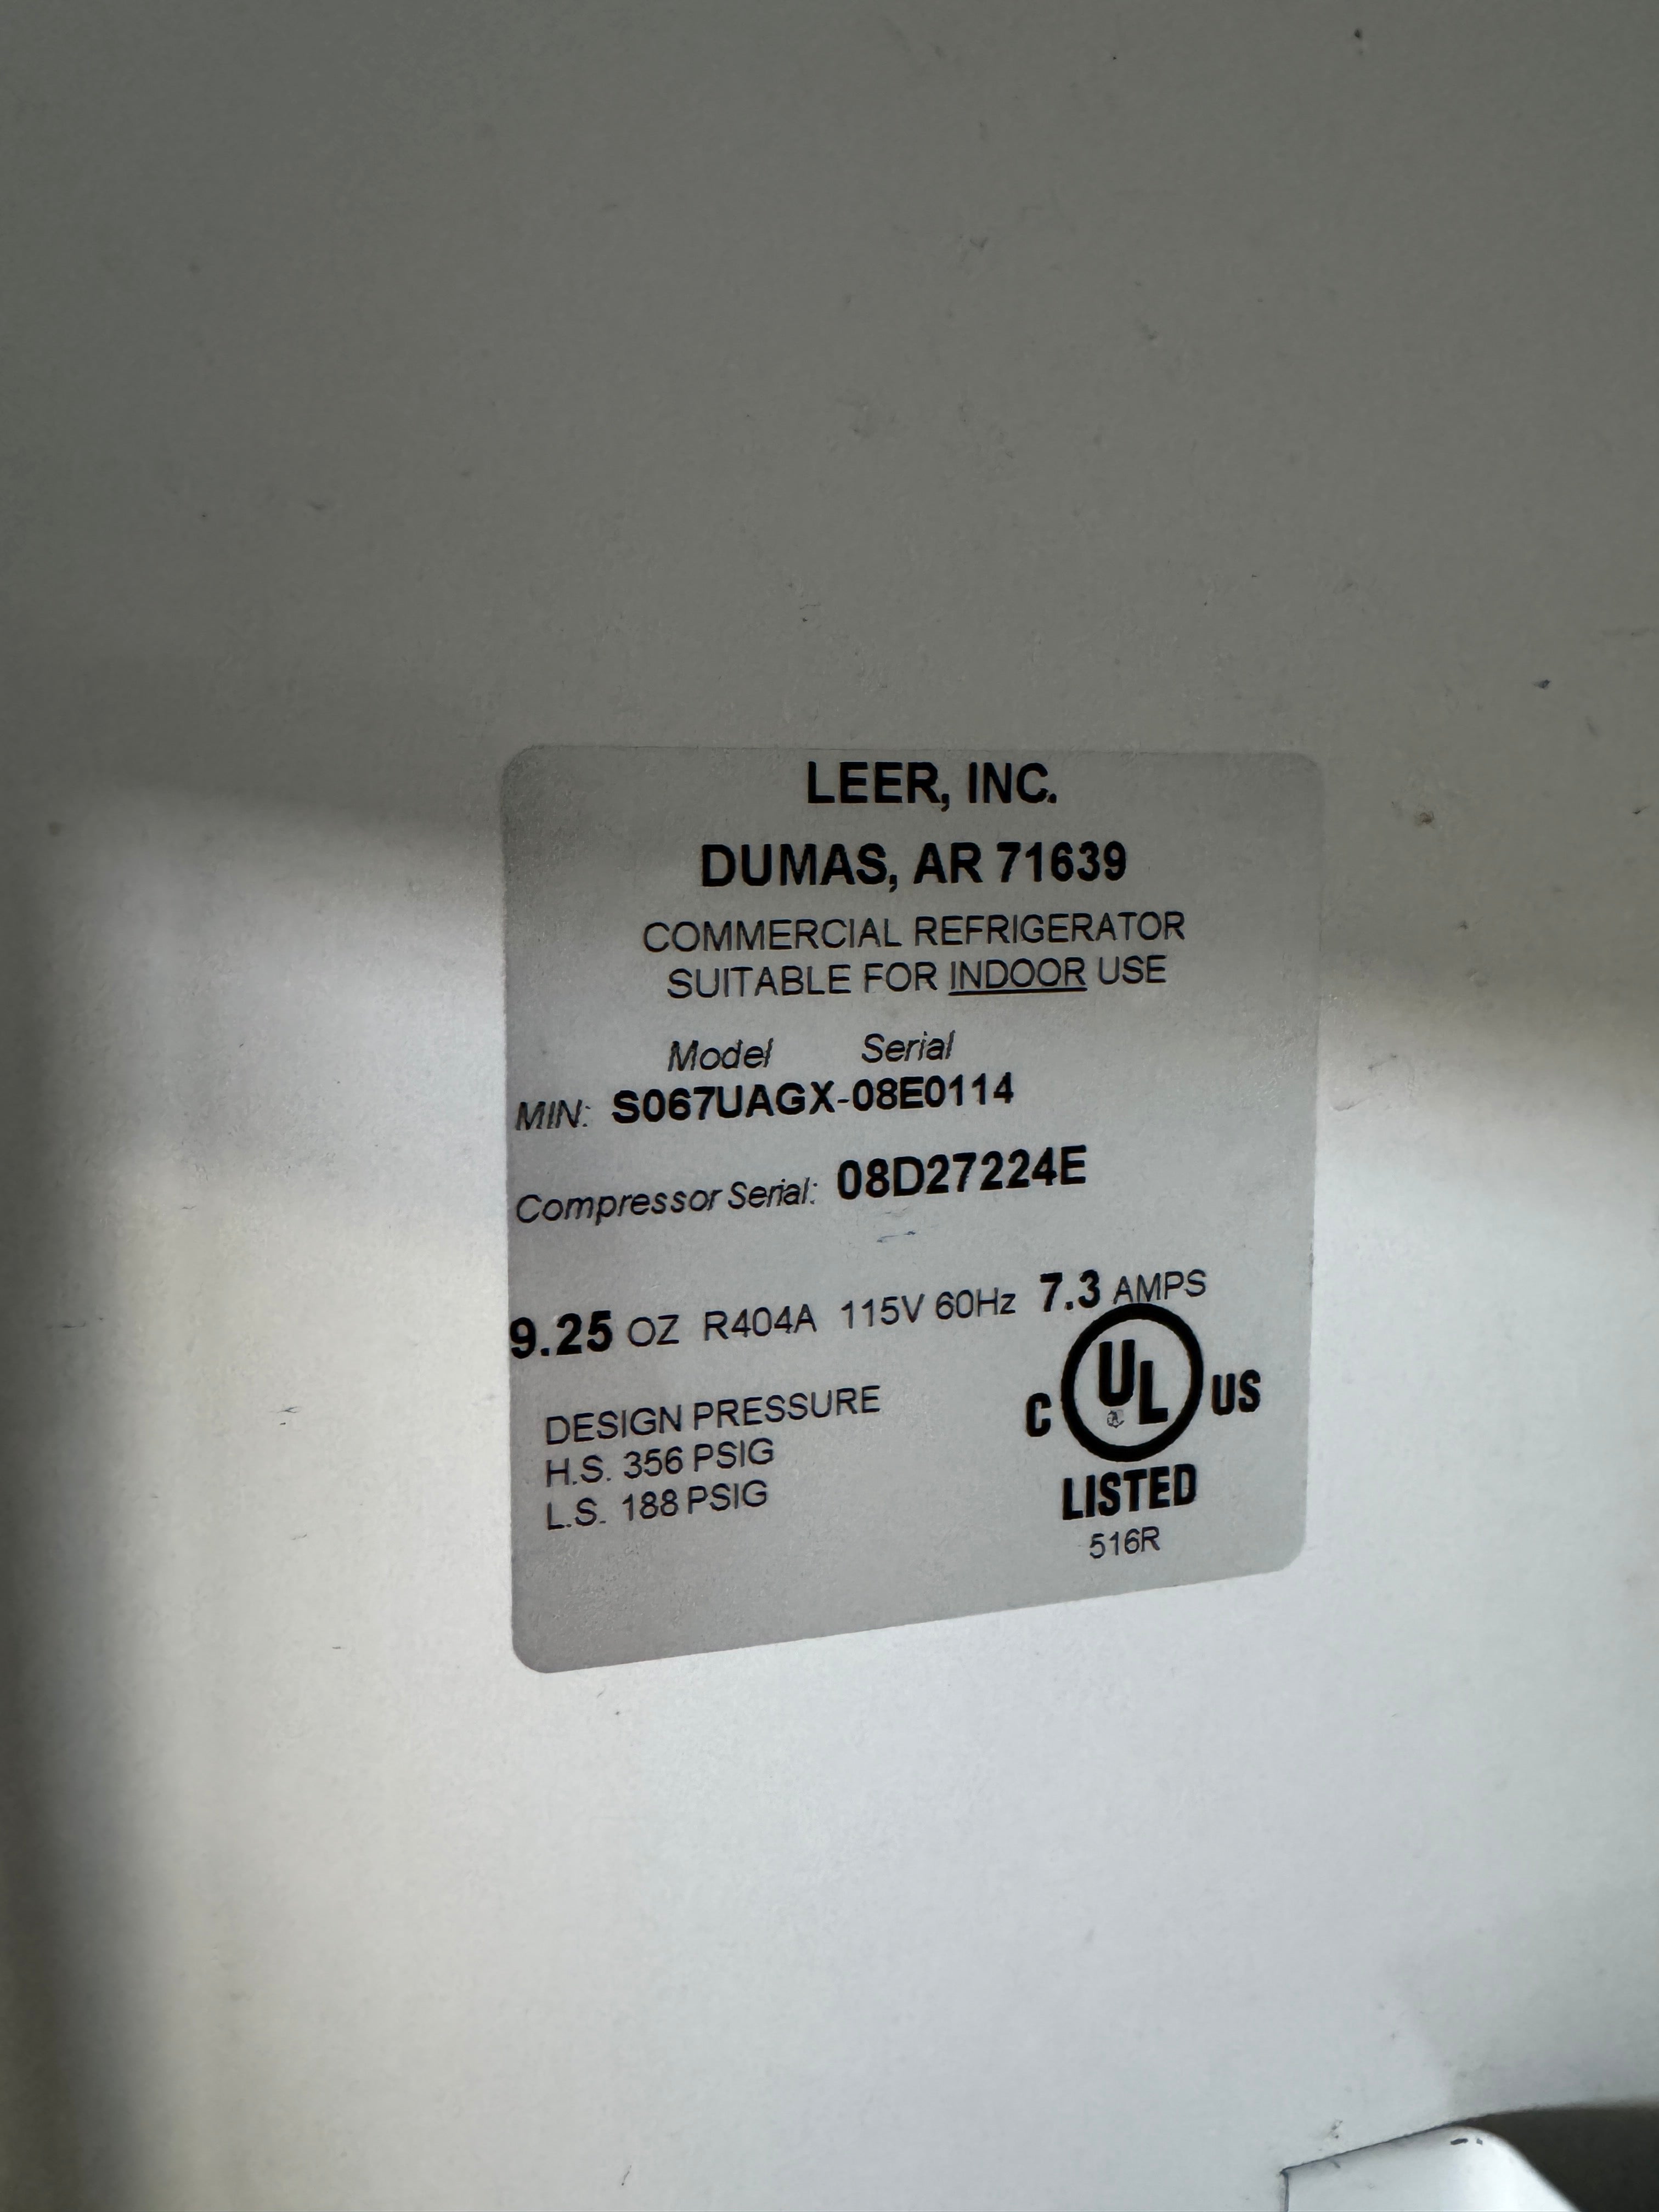 LEER, INC.
DUMAS, AR 71639
COMMERCIAL REFRIGERATOR
SUITABLE FOR INDOOR USE
Model Serial
MIN: S067UAGX-08E0114
Compressor Serial: 08D27224E
9.25 OZ R404A 115V 60Hz 7.3 AMPS
DESIGN PRESSURE
H.S. 356 PSIG
L.S. 188 PSIG
C UL US
LISTED
516R